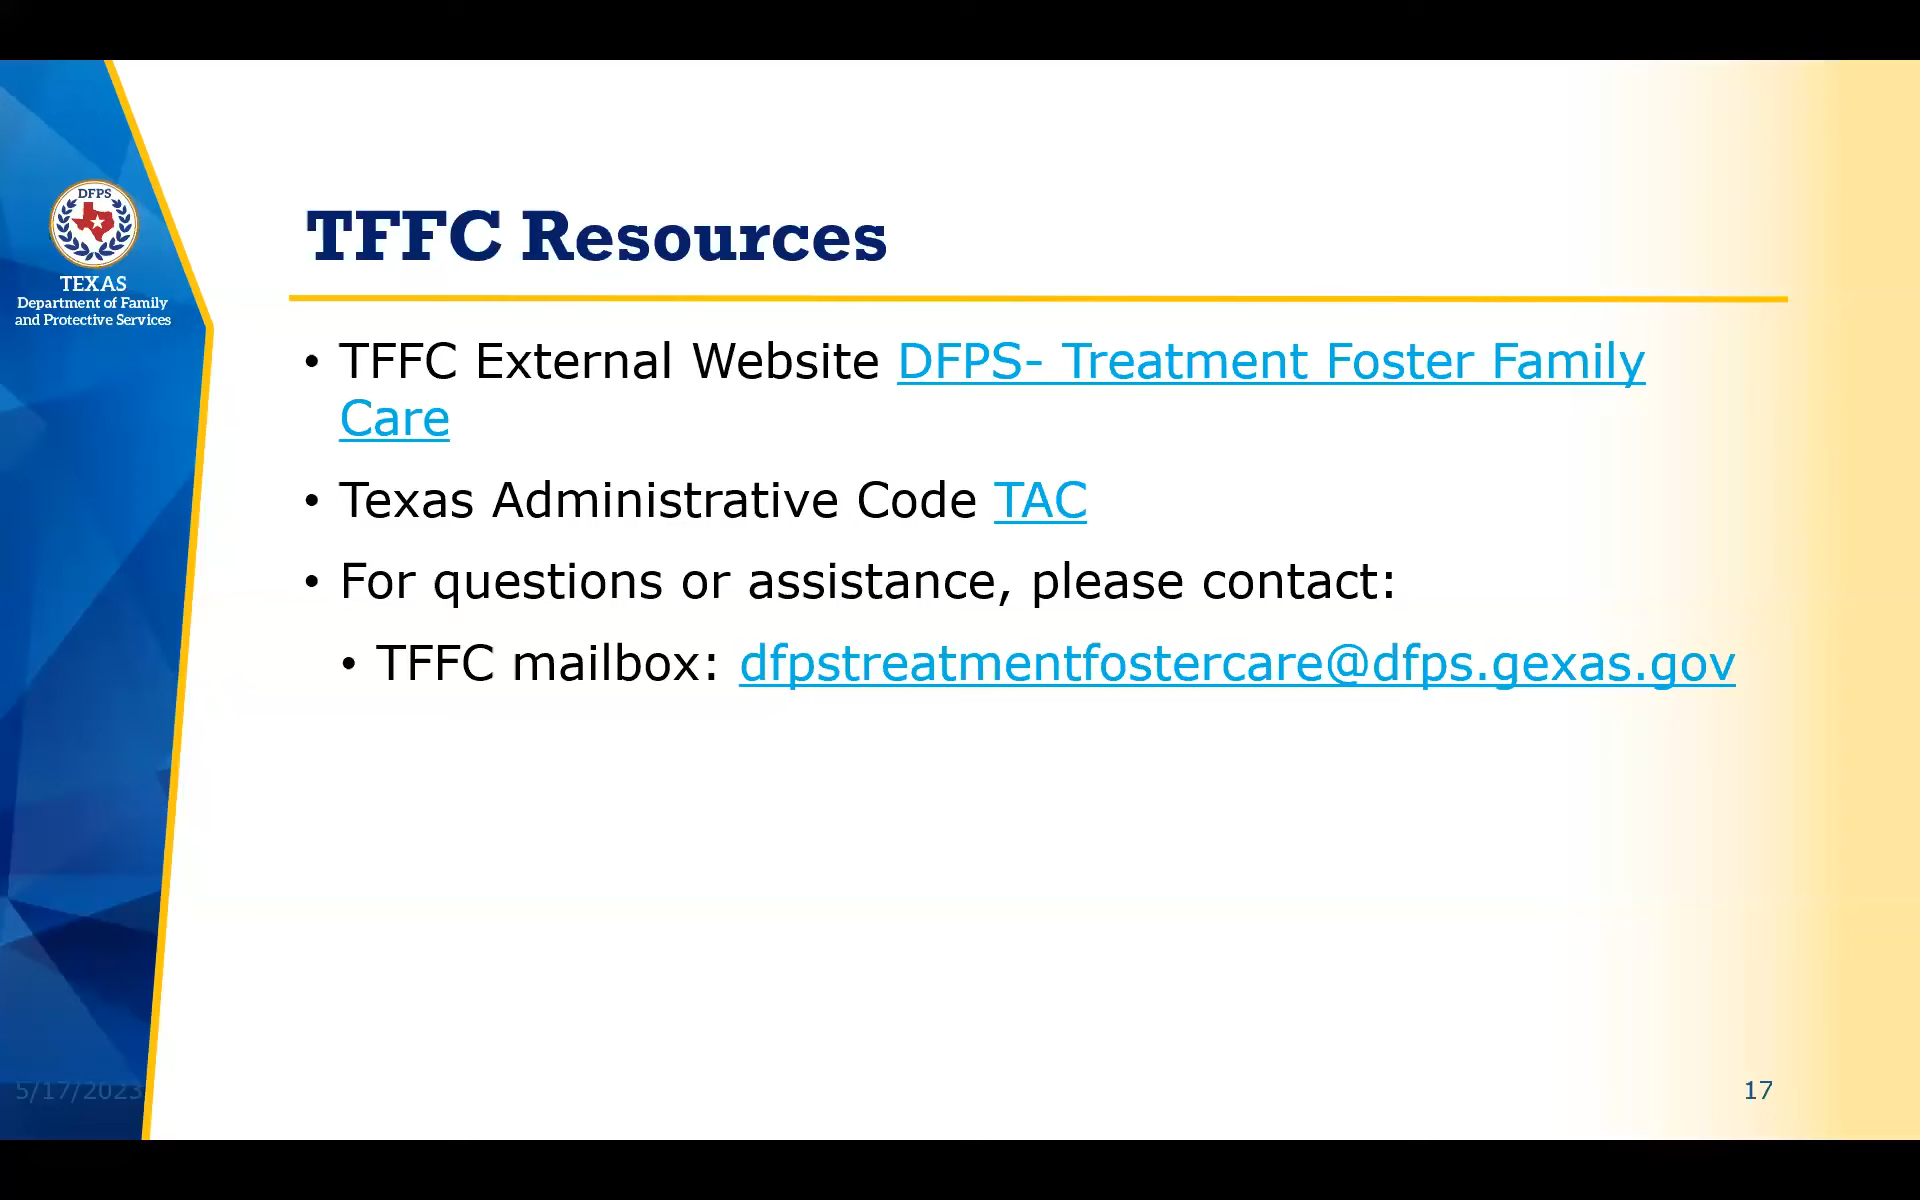 DFPS
TEXAS
Department of Family
and Protective Services
TFFC Resources
• TFFC External Website DFPS- Treatment Foster Family
Care
• Texas Administrative Code TAC
• For questions or assistance, please contact:
• TFFC mailbox: dfpstreatmentfostercare@dfps.gexas.gov
5/17/2023
17